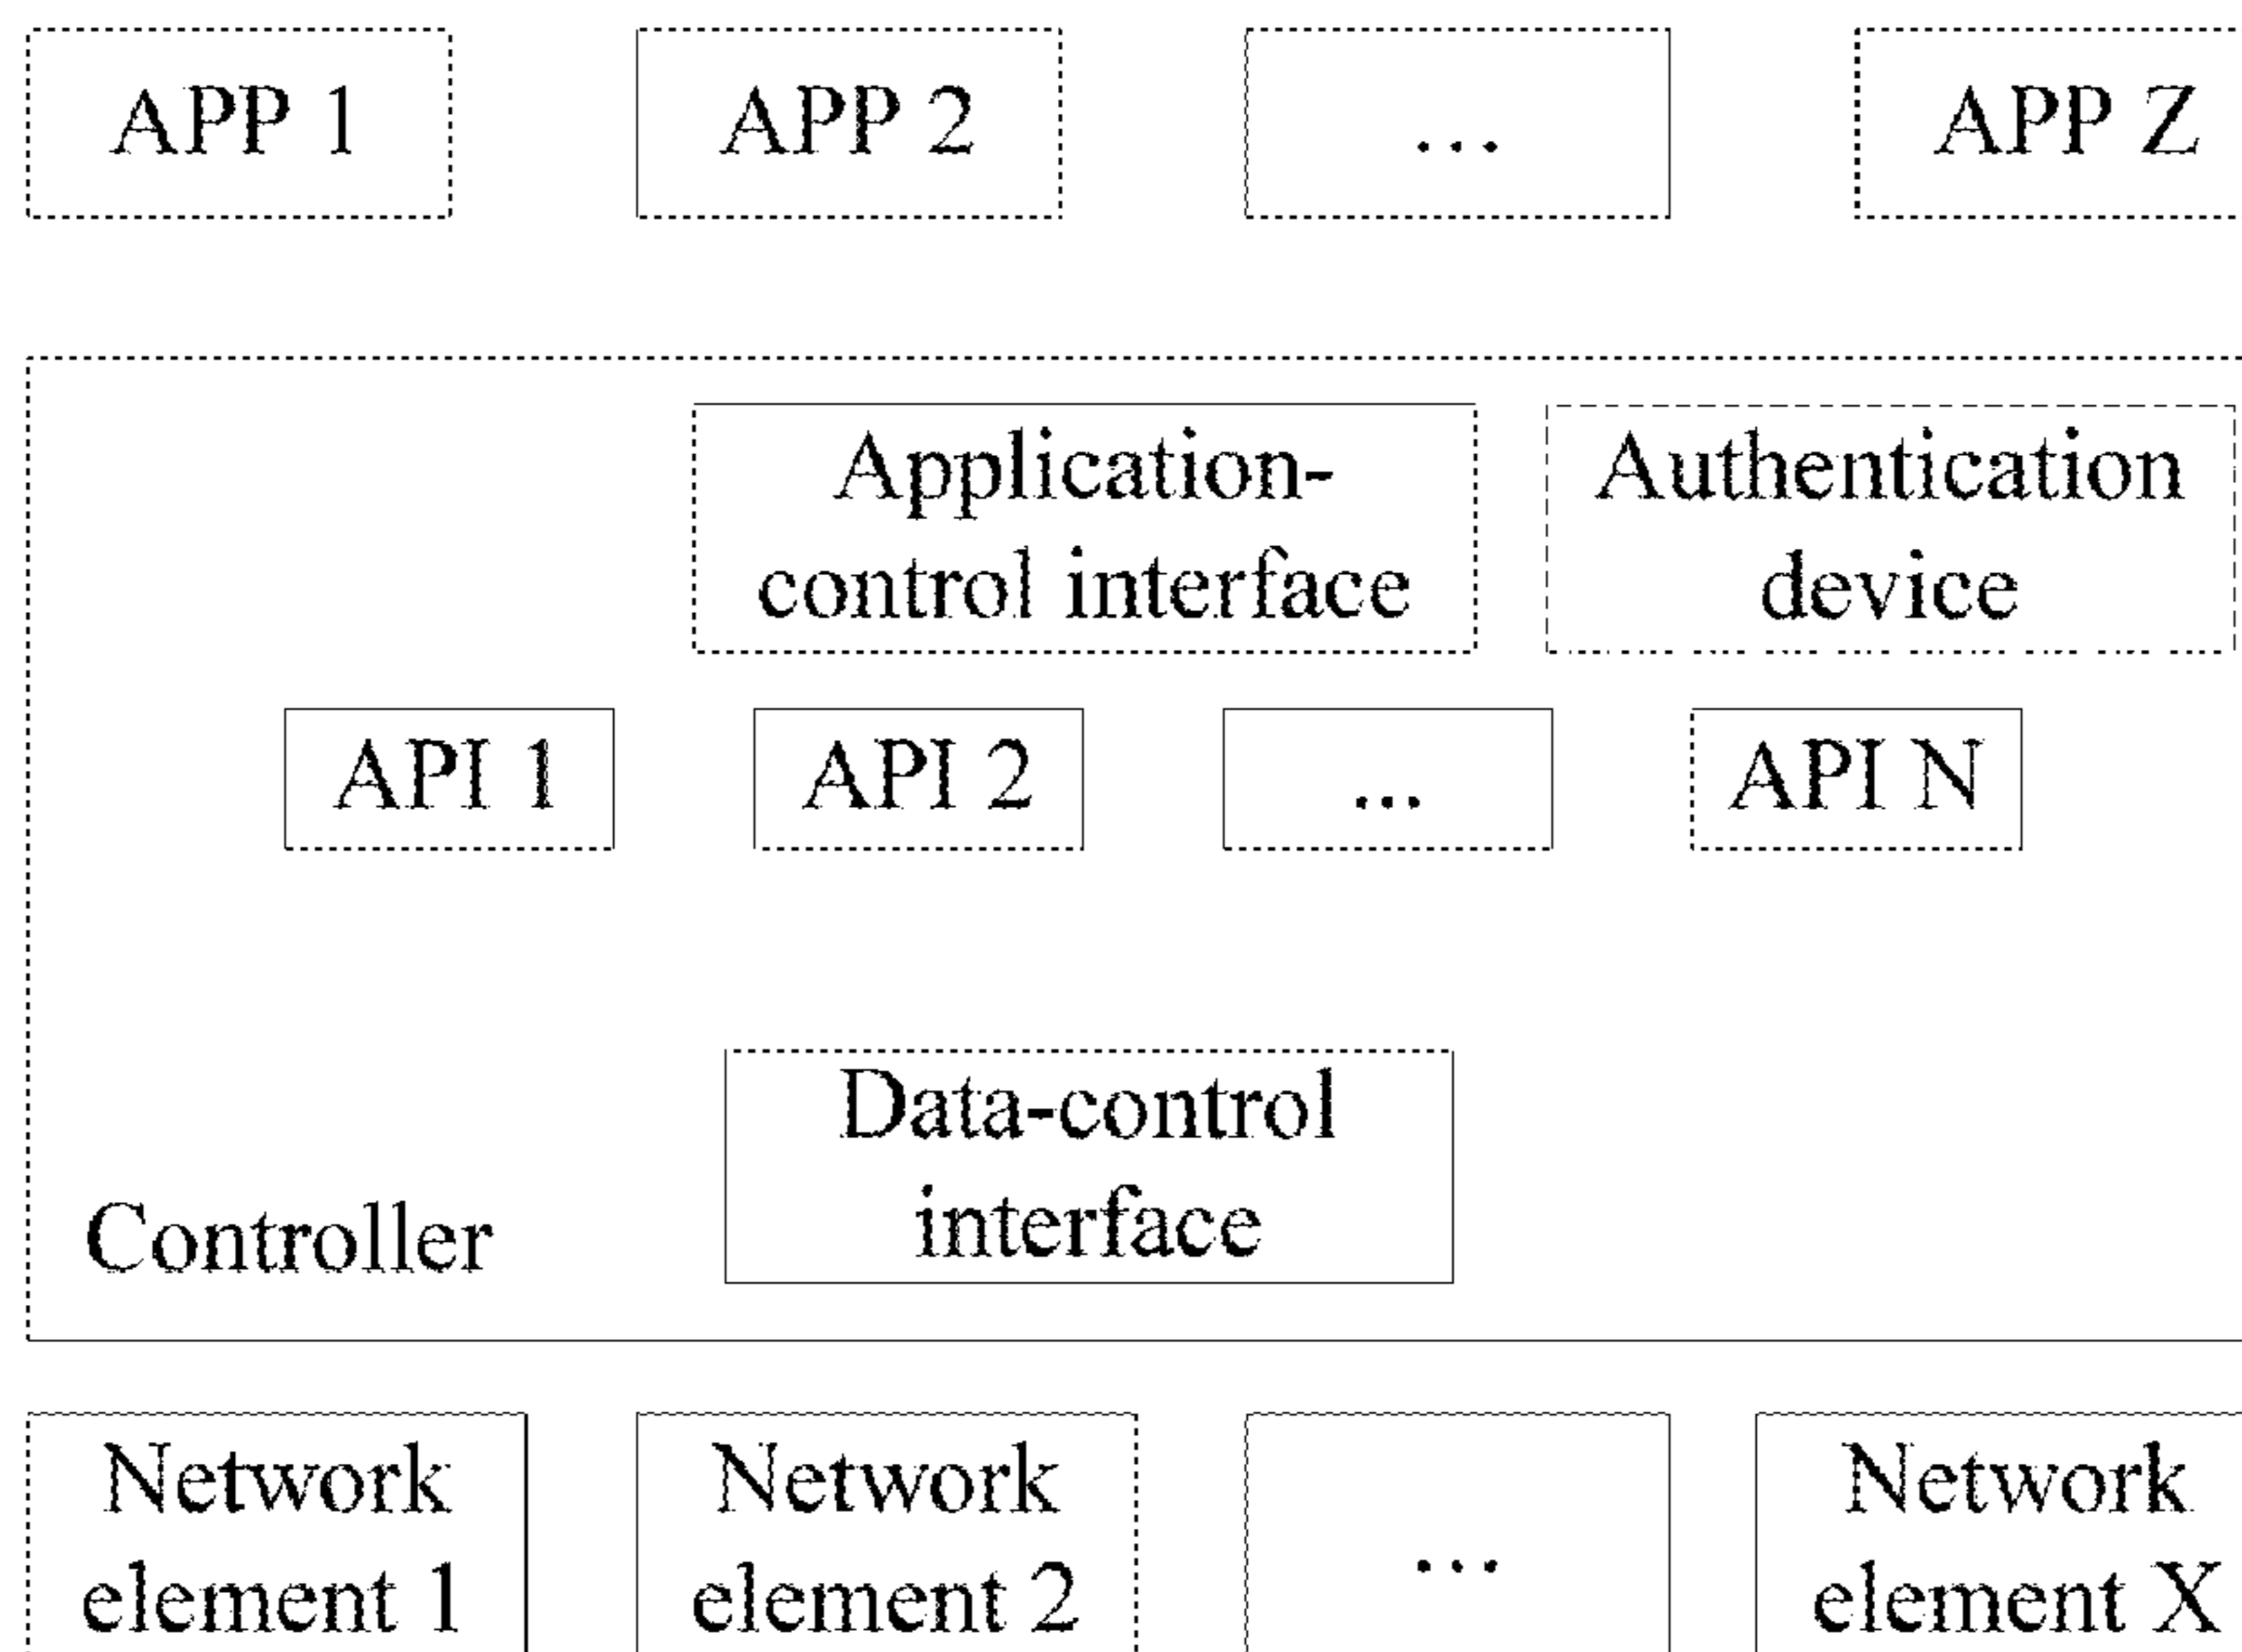 APP 1
APP 2
...
APP Z
Application-
control interface
Authentication
device
API 1
API 2
...
API N
Data-control
interface
Controller
Network
element 1
Network
element 2
...
Network
element X